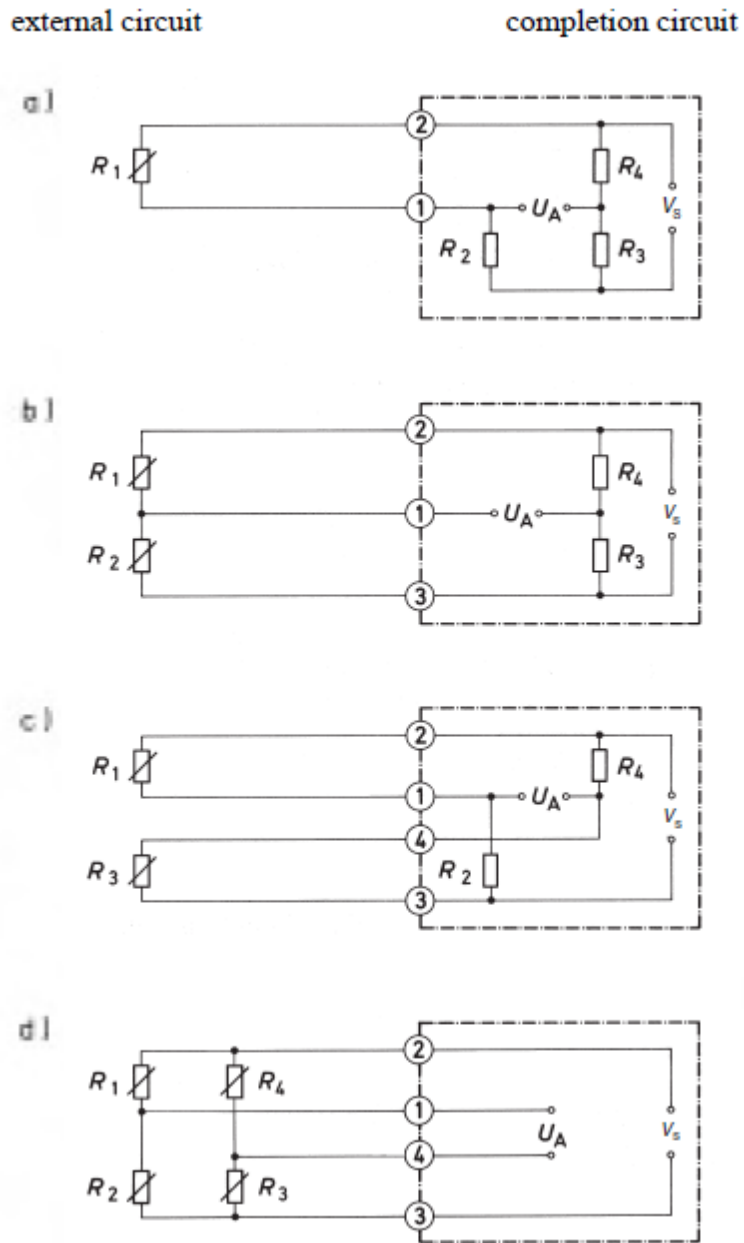 external circuit completion circuit
a)
2
R1 R4
1 UA Vs
R2 R3
b)
2
R1 R4
1 UA Vs
R2 R3
3
c)
2
R1 R4
1 UA Vs
4
R3 R2
3
d)
2
R1 R4
1
UA Vs
4
R2 R3
3